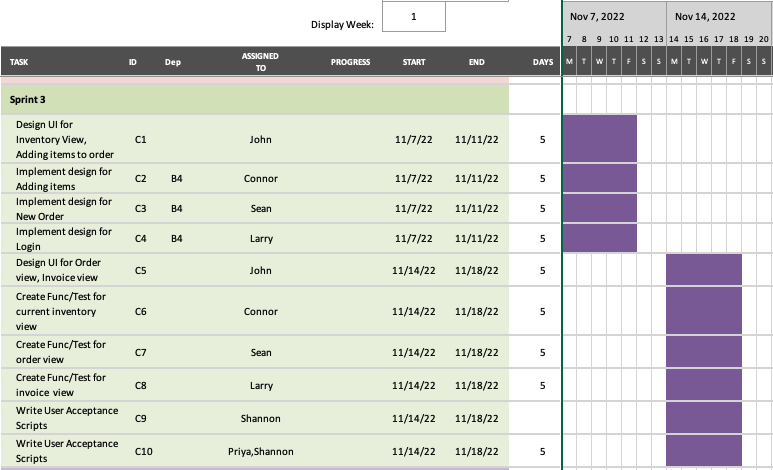 Display Week: 1
Nov 7, 2022 Nov 14, 2022
7 8 9 10 11 12 13 14 15 16 17 18 19 20
TASK ID Dep ASSIGNED TO PROGRESS START END DAYS M T W T F S S M T W T F S S
Sprint 3
Design UI for
Inventory View,
Adding items to order C1 John 11/7/22 11/11/22 5
Implement design for
Adding items C2 B4 Connor 11/7/22 11/11/22 5
Implement design for
New Order C3 B4 Sean 11/7/22 11/11/22 5
Implement design for
Login C4 B4 Larry 11/7/22 11/11/22 5
Design UI for Order
view, Invoice view C5 John 11/14/22 11/18/22 5
Create Func/Test for
current inventory
view C6 Connor 11/14/22 11/18/22 5
Create Func/Test for
order view C7 Sean 11/14/22 11/18/22 5
Create Func/Test for
invoice view C8 Larry 11/14/22 11/18/22 5
Write User Acceptance
Scripts C9 Shannon 11/14/22 11/18/22
Write User Acceptance
Scripts C10 Priya,Shannon 11/14/22 11/18/22 5